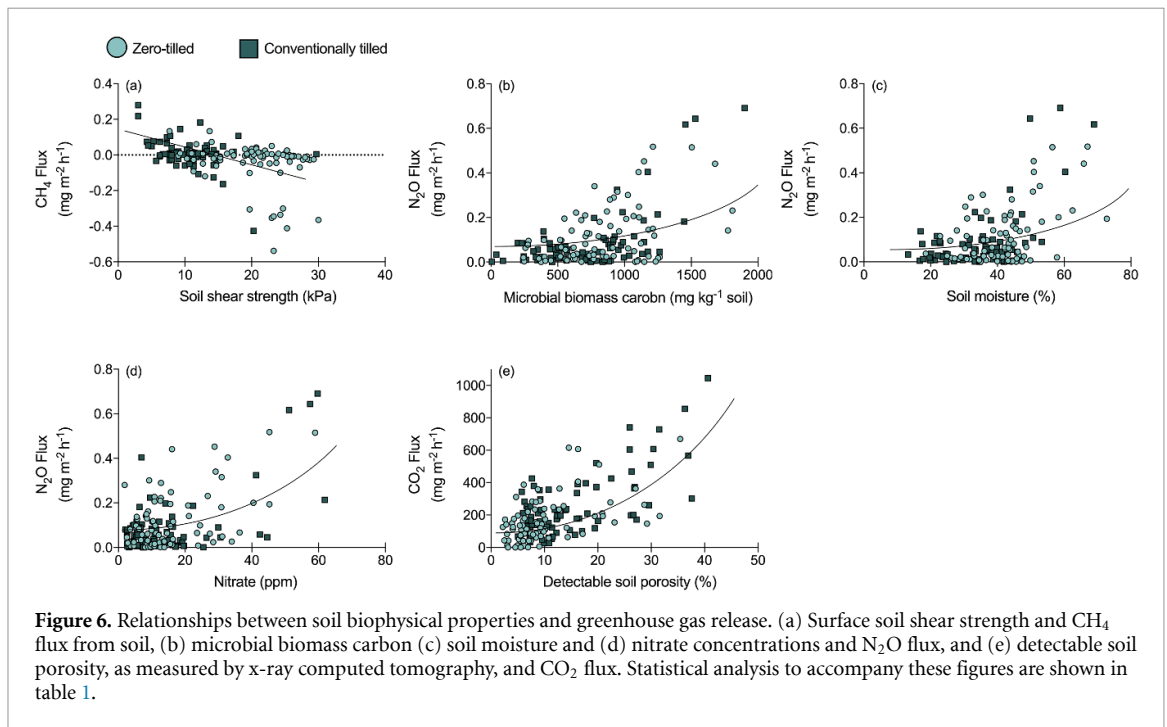 Zero-tilled
Conventionally tilled
(a)
0.4
0.2
0.0
-0.2
-0.4
-0.6
CH4 Flux
(mg m-2 h-1)
0
10
20
30
40
Soil shear strength (kPa)
(b)
0.8
0.6
0.4
0.2
0.0
N2O Flux
(mg m-2 h-1)
0
500
1000
1500
2000
Microbial biomass carobn (mg kg-1 soil)
(c)
0.8
0.6
0.4
0.2
0.0
N2O Flux
(mg m-2 h-1)
0
20
40
60
80
Soil moisture (%)
(d)
0.8
0.6
0.4
0.2
0.0
N2O Flux
(mg m-2 h-1)
0
20
40
60
80
Nitrate (ppm)
(e)
1000
800
600
400
200
0
CO2 Flux
(mg m-2 h-1)
0
10
20
30
40
50
Detectable soil porosity (%)
Figure 6. Relationships between soil biophysical properties and greenhouse gas release. (a) Surface soil shear strength and CH4
flux from soil, (b) microbial biomass carbon (c) soil moisture and (d) nitrate concentrations and N2O flux, and (e) detectable soil
porosity, as measured by x-ray computed tomography, and CO2 flux. Statistical analysis to accompany these figures are shown in
table 1.